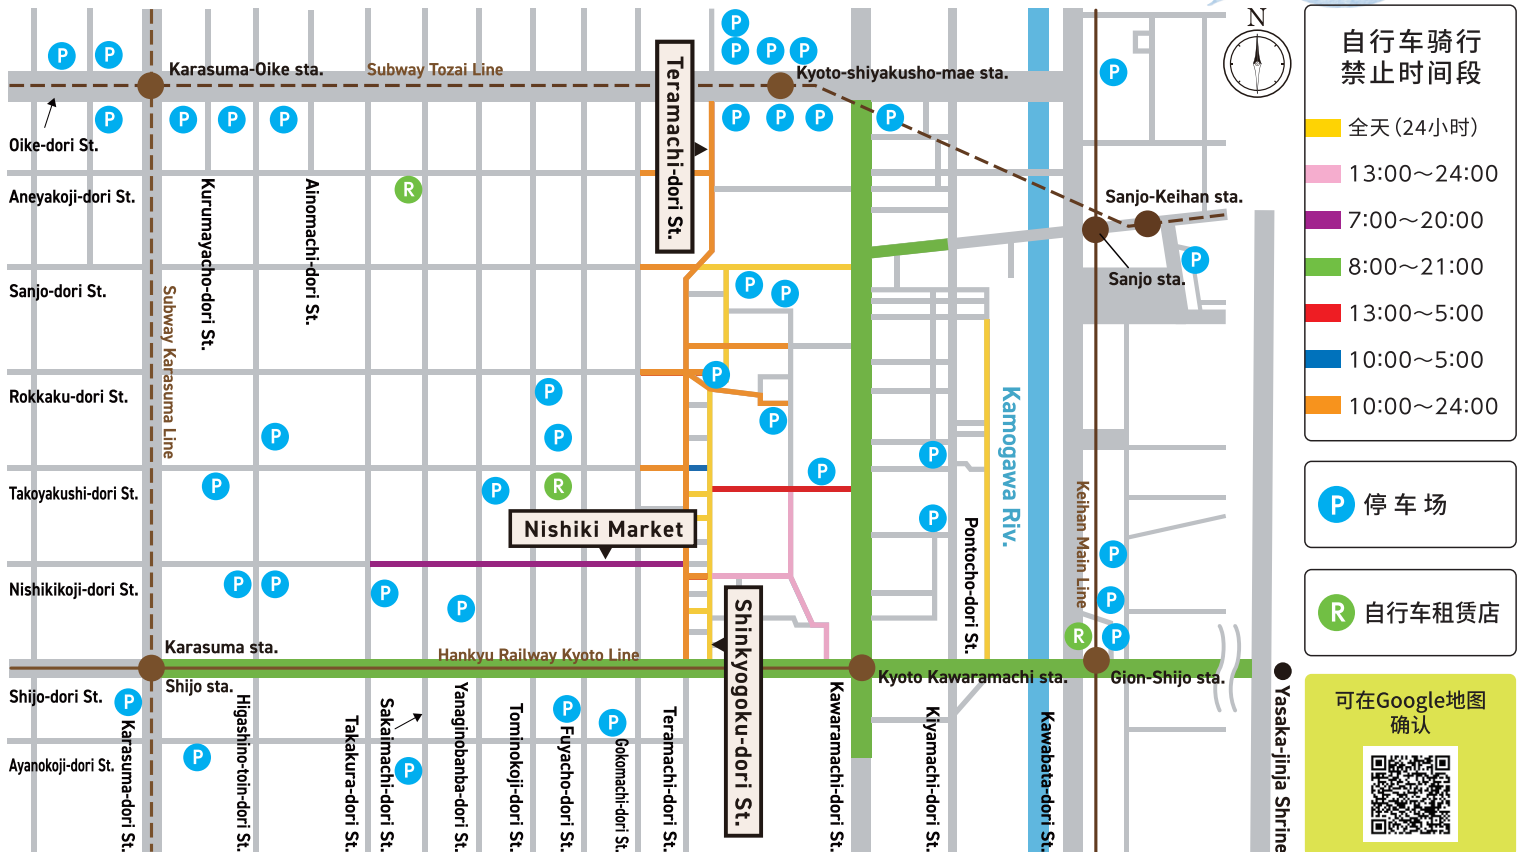 N
P
P
P
P
P
P
P
Karasuma-Oike sta.
Subway Tozai Line
Kyoto-shiyakusho-mae sta.
P
P
P
P
P
P
P
P
P
P
P
Oike-dori St.
Aneyakoji-dori St.
R
Sanjo-Keihan sta.
Teramachi-dori St.
Kurumayacho-dori St.
Ainomachi-dori St.
P
Sanjo sta.
Sanjo-dori St.
P
P
Subway Karasuma Line
Rokkaku-dori St.
P
P
P
P
P
Kamogawa Riv.
P
P
Takoyakushi-dori St.
P
P
R
Nishiki Market
P
Keihan Main Line
Pontocho-dori St.
P
Nishikikoji-dori St.
P
P
P
P
P
Shinkyogoku-dori St.
R
P
Karasuma sta.
Hankyu Railway Kyoto Line
Shijo sta.
Kyoto Kawaramachi sta.
Gion-Shijo sta.
Shijo-dori St.
P
P
P
Ayanokoji-dori St.
P
P
Karasuma-dori St.
Higashino-toin-dori St.
Takakura-dori St.
Sakaimachi-dori St.
Yanaginobanba-dori St.
Tominokoji-dori St.
Fuyacho-dori St.
Gokomachi-dori St.
Teramachi-dori St.
Kawaramachi-dori St.
Kiyamachi-dori St.
Kawabata-dori St.
Yasaka-jinja Shrine
自行车骑行
禁止时间段
全天（24小时）
13:00～24:00
7:00～20:00
8:00～21:00
13:00～5:00
10:00～5:00
10:00～24:00
P 停车场
R 自行车租赁店
可在Google地图
确认